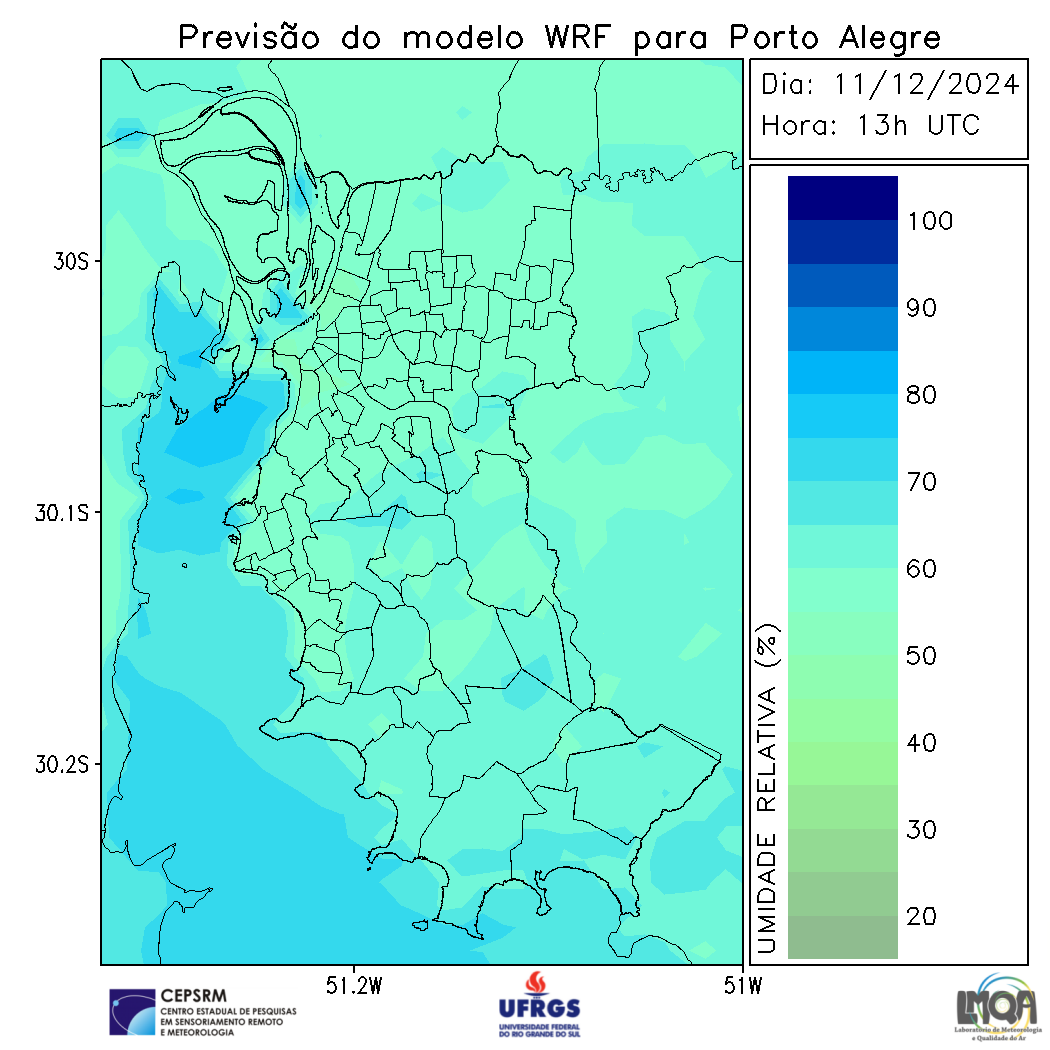 Previsão do modelo WRF para Porto Alegre
Dia: 11/12/2024
Hora: 13h UTC
30S
30.1S
30.2S
51.2W
51W
100
90
80
70
60
50
40
30
20
UMIDADE RELATIVA (%)
CEPSRM
CENTRO ESTADUAL DE PESQUISAS
EM SENSORIAMENTO REMOTO
E METEOROLOGIA
UFRGS
UNIVERSIDADE FEDERAL
DO RIO GRANDE DO SUL
LMQA
Laboratório de Meteorologia
e Qualidade do Ar